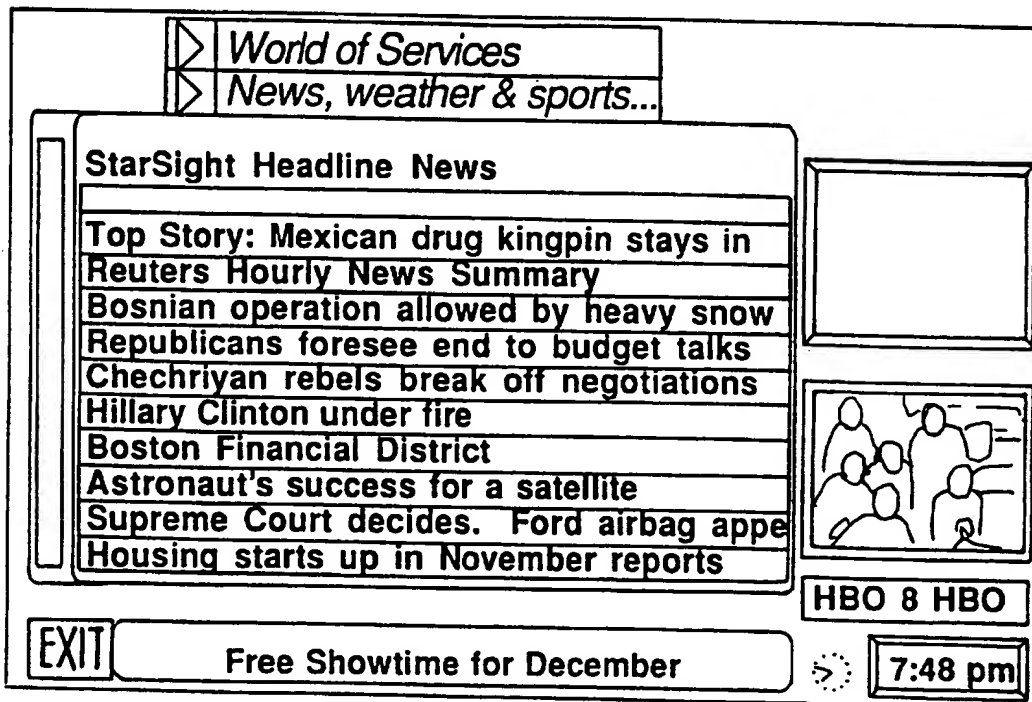 World of Services
News, weather & sports...
StarSight Headline News
Top Story: Mexican drug kingpin stays in
Reuters Hourly News Summary
Bosnian operation allowed by heavy snow
Republicans foresee end to budget talks
Chechriyan rebels break off negotiations
Hillary Clinton under fire
Boston Financial District
Astronaut's success for a satellite
Supreme Court decides. Ford airbag appe
Housing starts up in November reports
HBO 8 HBO
EXIT
Free Showtime for December
7:48 pm